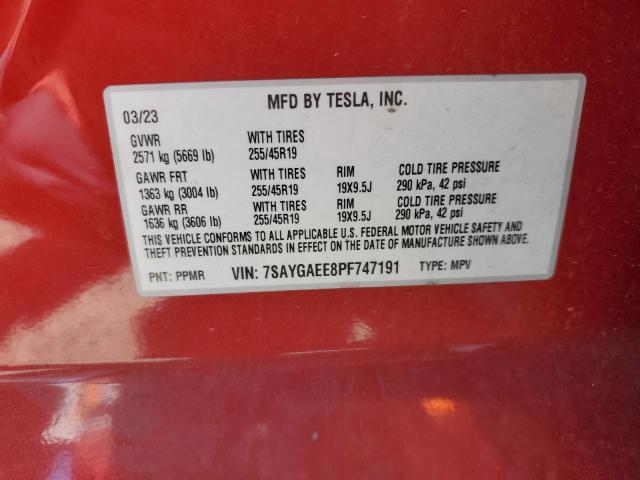 MFD BY TESLA, INC.
03/23
GVWR WITH TIRES
2571 kg (5669 lb) 255/45R19
GAWR FRT WITH TIRES RIM COLD TIRE PRESSURE
1363 kg (3004 lb) 255/45R19 19X9.5J 290 kPa, 42 psi
GAWR RR WITH TIRES RIM COLD TIRE PRESSURE
1636 kg (3606 lb) 255/45R19 19X9.5J 290 kPa, 42 psi
THIS VEHICLE CONFORMS TO ALL APPLICABLE U.S. FEDERAL MOTOR VEHICLE SAFETY AND
THEFT PREVENTION STANDARDS IN EFFECT ON THE DATE OF MANUFACTURE SHOWN ABOVE.
PNT: PPMR VIN: 7SAYGAEE8PF747191 TYPE: MPV